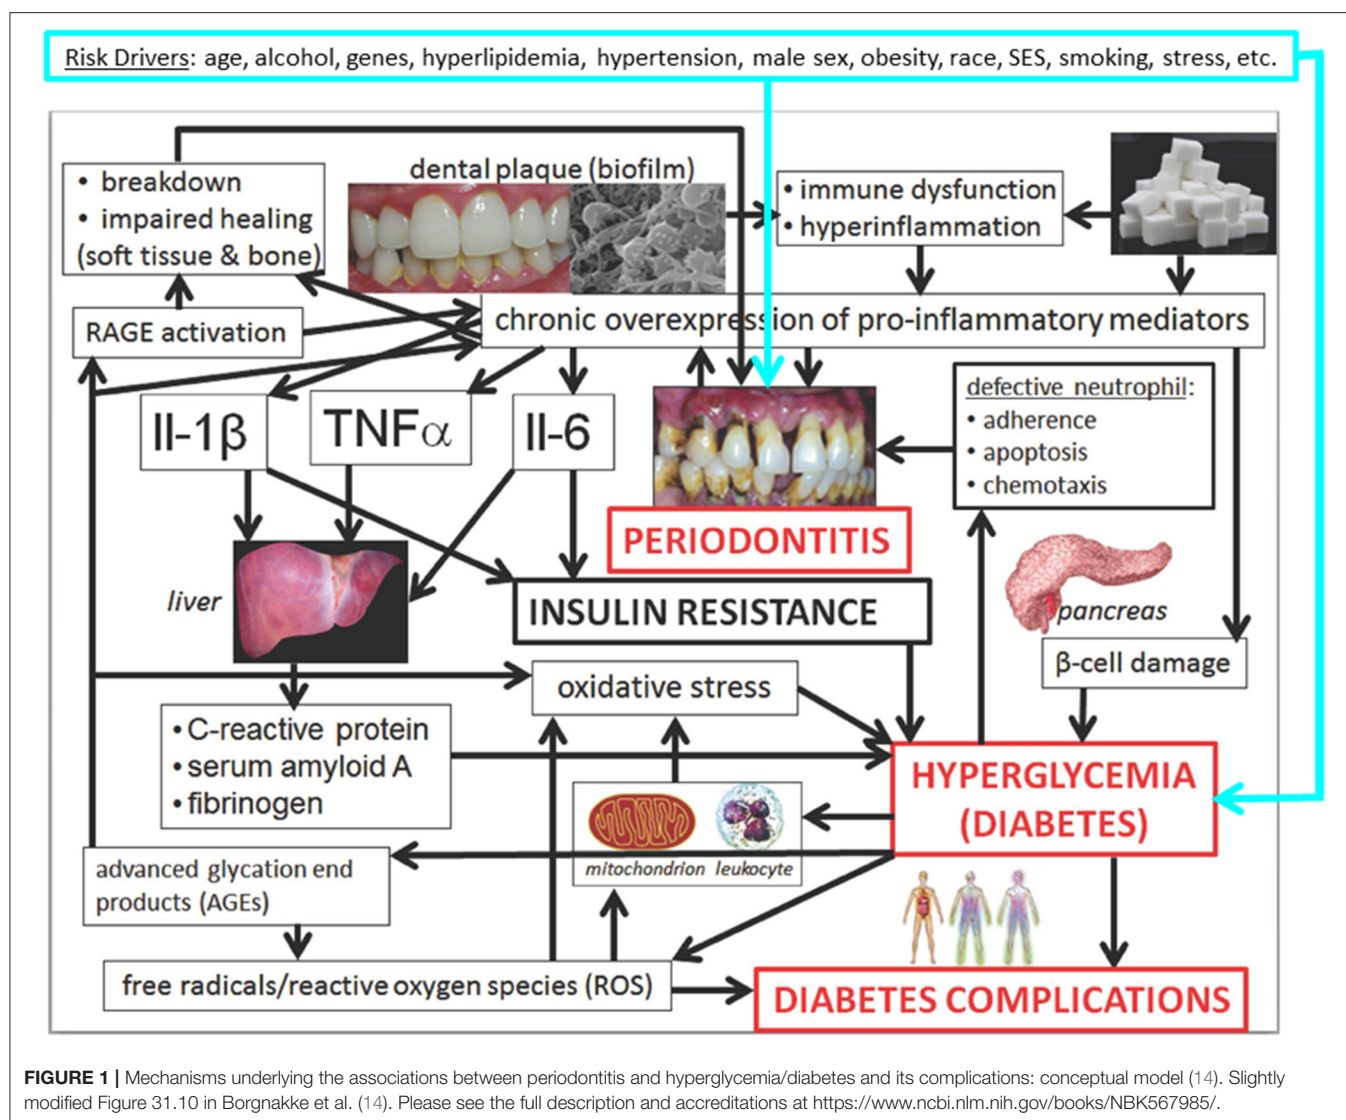 Risk Drivers: age, alcohol, genes, hyperlipidemia, hypertension, male sex, obesity, race, SES, smoking, stress, etc.
• breakdown
• impaired healing
(soft tissue & bone)
dental plaque (biofilm)
• immune dysfunction
• hyperinflammation
RAGE activation
chronic overexpression of pro-inflammatory mediators
Il-1β
TNFα
Il-6
defective neutrophil:
• adherence
• apoptosis
• chemotaxis
PERIODONTITIS
liver
INSULIN RESISTANCE
pancreas
β-cell damage
oxidative stress
• C-reactive protein
• serum amyloid A
• fibrinogen
HYPERGLYCEMIA
(DIABETES)
mitochondrion leukocyte
advanced glycation end
products (AGEs)
free radicals/reactive oxygen species (ROS)
DIABETES COMPLICATIONS
FIGURE 1 | Mechanisms underlying the associations between periodontitis and hyperglycemia/diabetes and its complications: conceptual model (14). Slightly
modified Figure 31.10 in Borgnakke et al. (14). Please see the full description and accreditations at https://www.ncbi.nlm.nih.gov/books/NBK567985/.